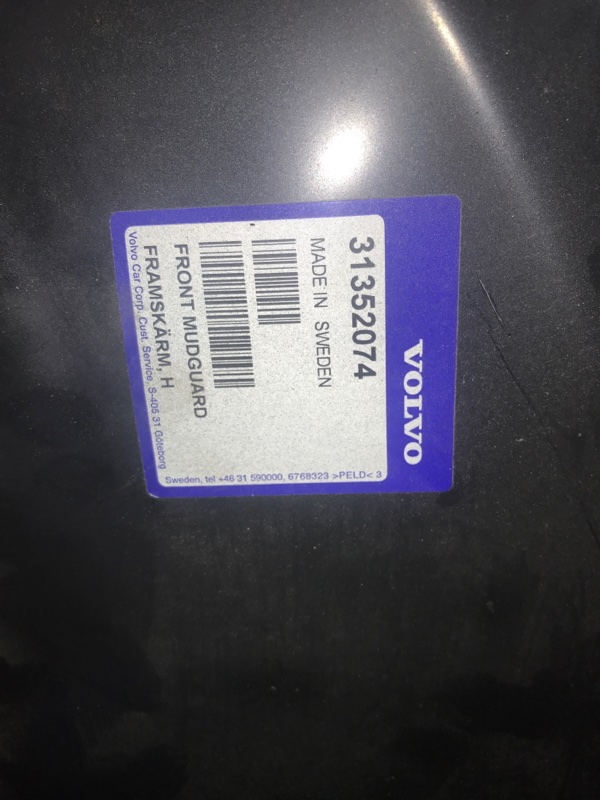 VOLVO
31352074
MADE IN SWEDEN
FRONT MUDGUARD
FRAMSKÄRM, H
Volvo Car Corp. Cust. Service, S-405 31 Göteborg
Sweden, tel +46 31 590000, 6768323 >PELD< 3